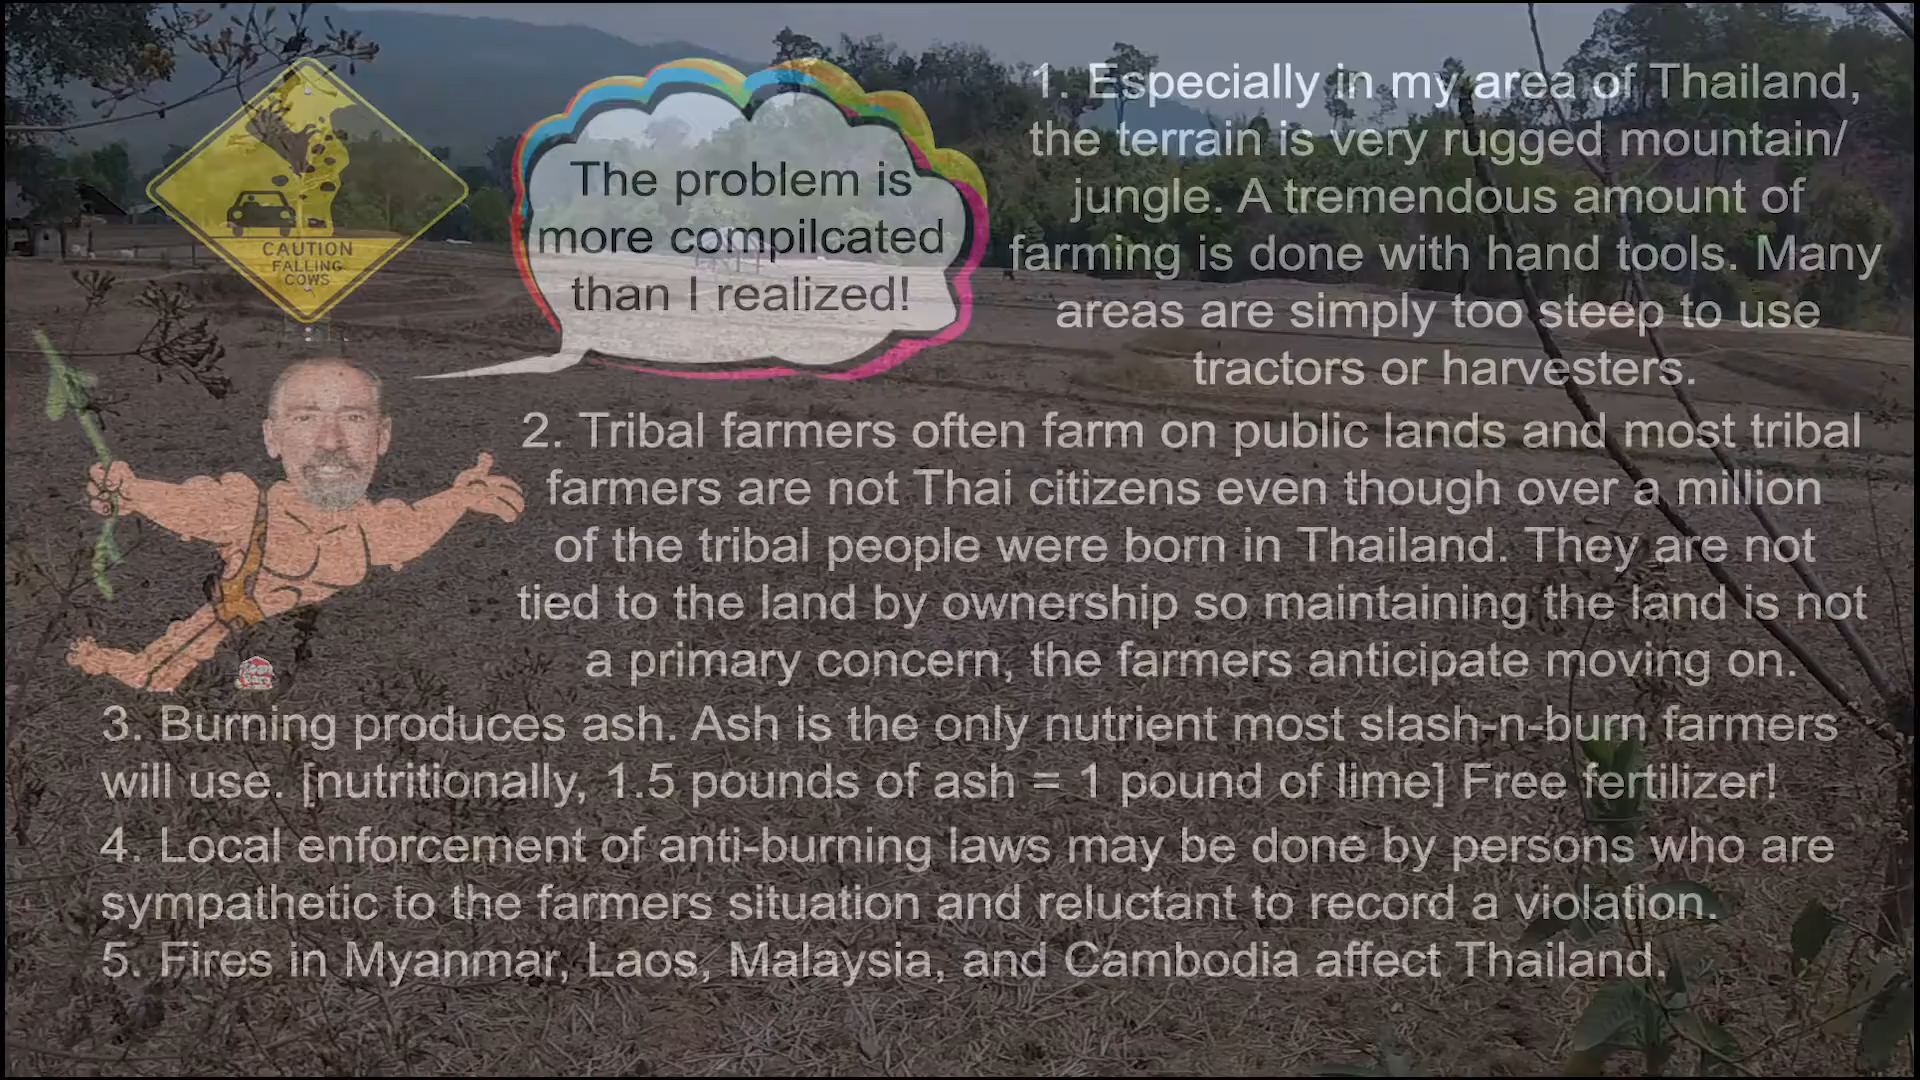 CAUTION
FALLING
COWS
The problem is
more compilcated
than I realized!
1. Especially in my area of Thailand,
the terrain is very rugged mountain/
jungle. A tremendous amount of
farming is done with hand tools. Many
areas are simply too steep to use
tractors or harvesters.
2. Tribal farmers often farm on public lands and most tribal
farmers are not Thai citizens even though over a million
of the tribal people were born in Thailand. They are not
tied to the land by ownership so maintaining the land is not
a primary concern, the farmers anticipate moving on.
3. Burning produces ash. Ash is the only nutrient most slash-n-burn farmers
will use. [nutritionally, 1.5 pounds of ash = 1 pound of lime] Free fertilizer!
4. Local enforcement of anti-burning laws may be done by persons who are
sympathetic to the farmers situation and reluctant to record a violation.
5. Fires in Myanmar, Laos, Malaysia, and Cambodia affect Thailand.